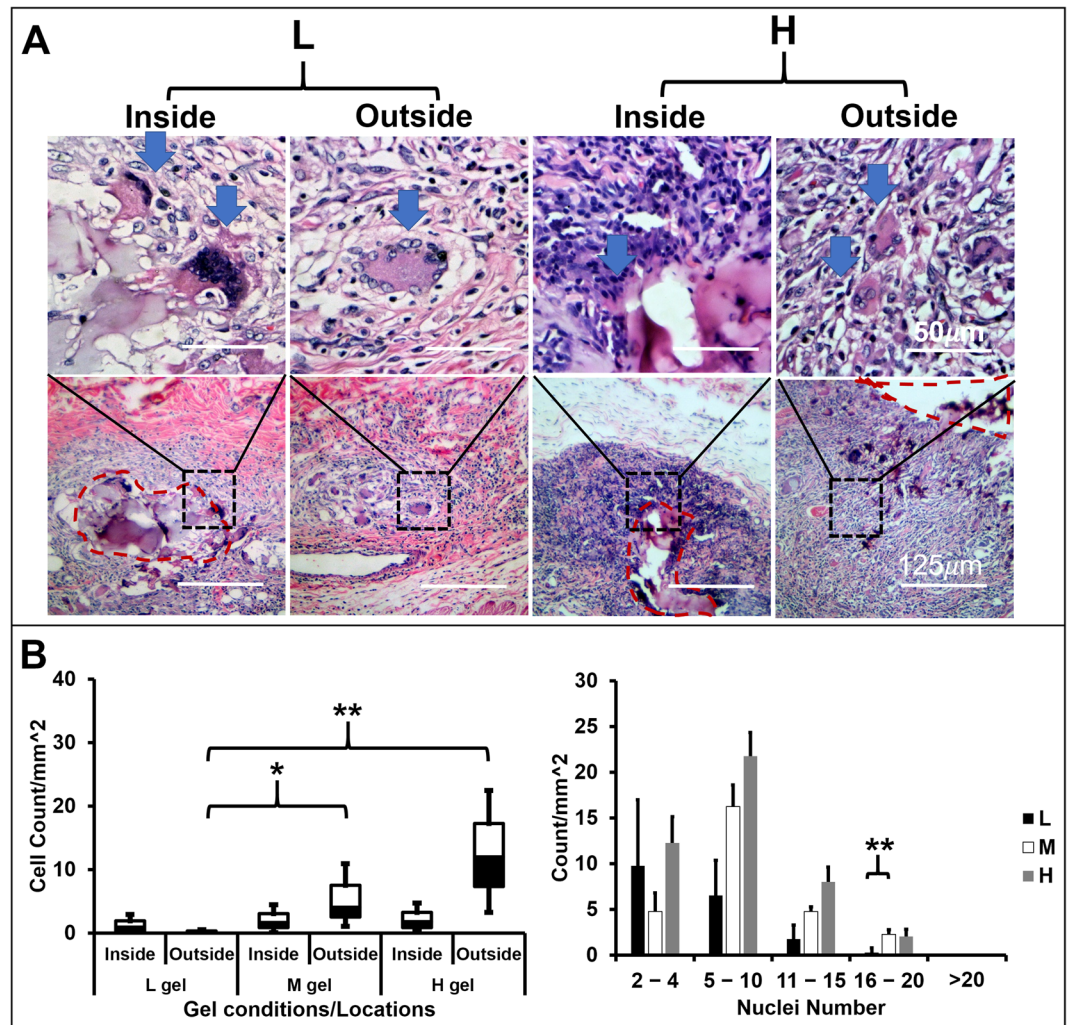 A
L
H
Inside
Outside
Inside
Outside
50µm
125µm
B
40
30
20
10
0
Cell Count/mm^2
**
*
Inside
Outside
Inside
Outside
Inside
Outside
L gel
M gel
H gel
Gel conditions/Locations
30
25
20
15
10
5
0
Count/mm^2
**
L
M
H
2 – 4
5 – 10
11 – 15
16 – 20
>20
Nuclei Number